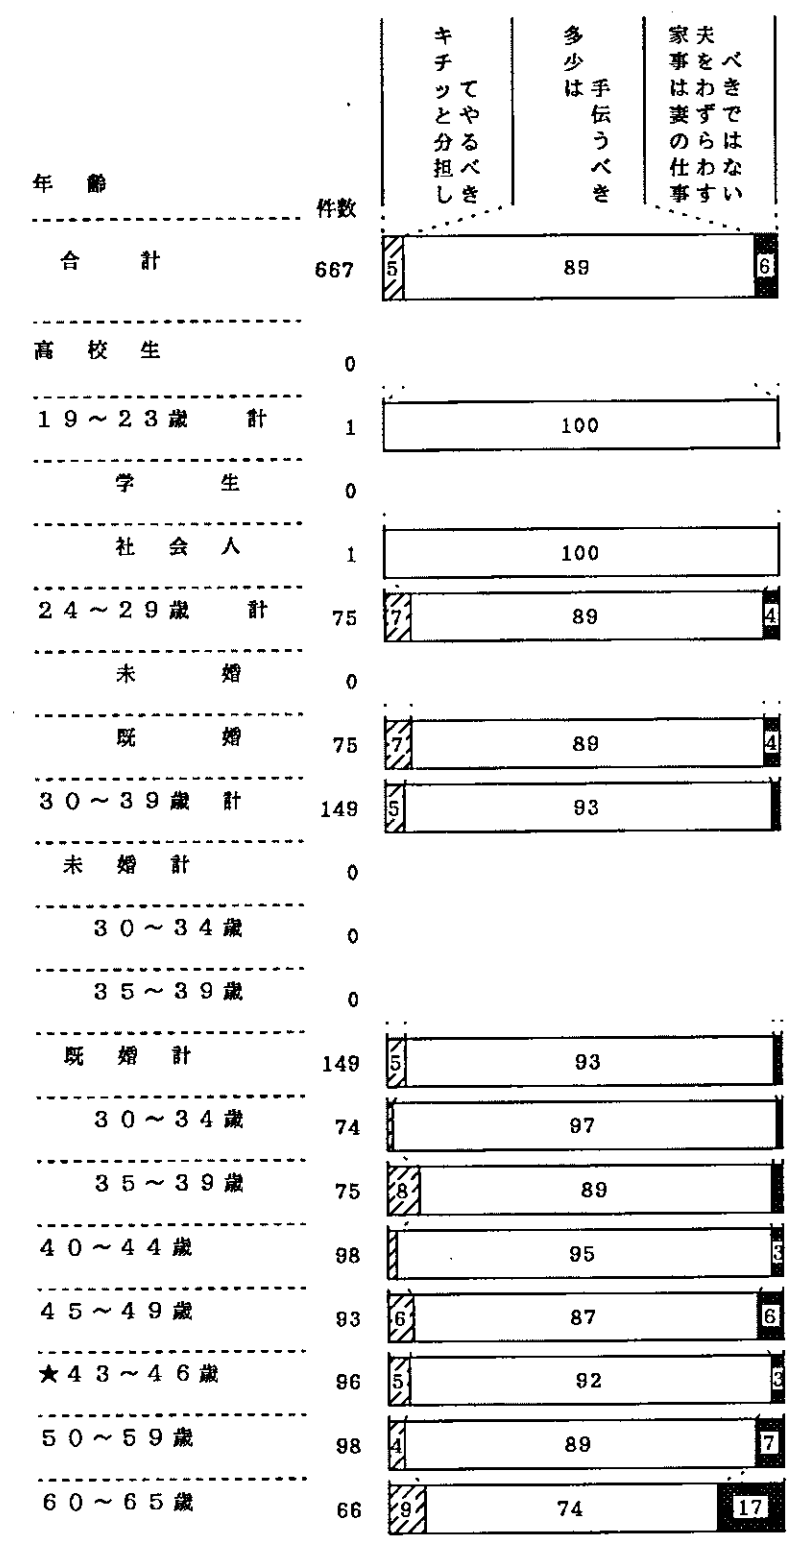 キチッと分担し
てやるべき
多少は
手伝うべき
家事は妻の仕事
夫をわずらわす
べきではない
年齢
件数
合計 667 5 89 6
高校生 0
19〜23歳 計 1 100
学生 0
社会人 1 100
24〜29歳 計 75 7 89 4
未婚 0
既婚 75 7 89 4
30〜39歳 計 149 5 93
未婚計 0
30〜34歳 0
35〜39歳 0
既婚計 149 5 93
30〜34歳 74 97
35〜39歳 75 8 89
40〜44歳 98 95 3
45〜49歳 93 6 87 6
★43〜46歳 96 5 92 3
50〜59歳 98 4 89 7
60〜65歳 66 9 74 17